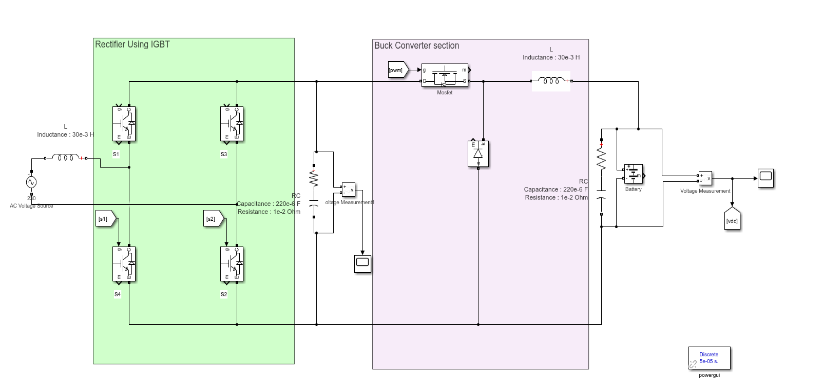 Rectifier Using IGBT
Buck Converter section
L
Inductance : 30e-3 H
[pwm]
Mosfet
L
Inductance : 30e-3 H
S1
S3
AC Voltage Source
RC
Capacitance : 220e-6 F
Resistance : 1e-2 Ohm
oltage Measurement
RC
Capacitance : 220e-6 F
Resistance : 1e-2 Ohm
Battery
Voltage Measurement
[vdc]
[s1]
[s2]
S4
S2
Discrete
5e-05 s.
powergui